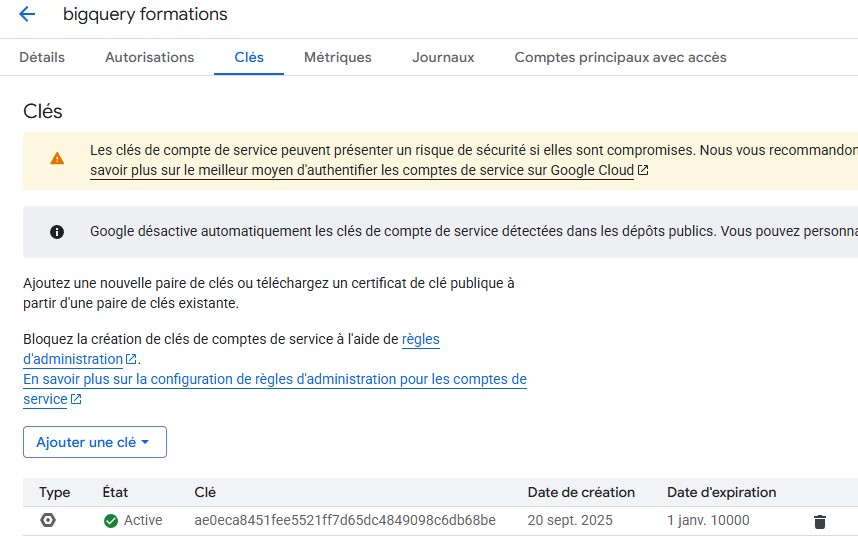 bigquery formations
Détails Autorisations Clés Métriques Journaux Comptes principaux avec accès
Clés
Les clés de compte de service peuvent présenter un risque de sécurité si elles sont compromises. Nous vous
savoir plus sur le meilleur moyen d'authentifier les comptes de service sur Google Cloud
Google désactive automatiquement les clés de compte de service détectées dans les dépôts publics. Vous pouvez
Ajoutez une nouvelle paire de clés ou téléchargez un certificat de clé publique à
partir d'une paire de clés existante.
Bloquez la création de clés de comptes de service à l'aide de règles
d'administration.
En savoir plus sur la configuration de règles d'administration pour les comptes de
service
Ajouter une clé
Type État Clé Date de création Date d'expiration
Active ae0eca8451fee5521ff7d65dc4849098c6db68be 20 sept. 2025 1 janv. 10000